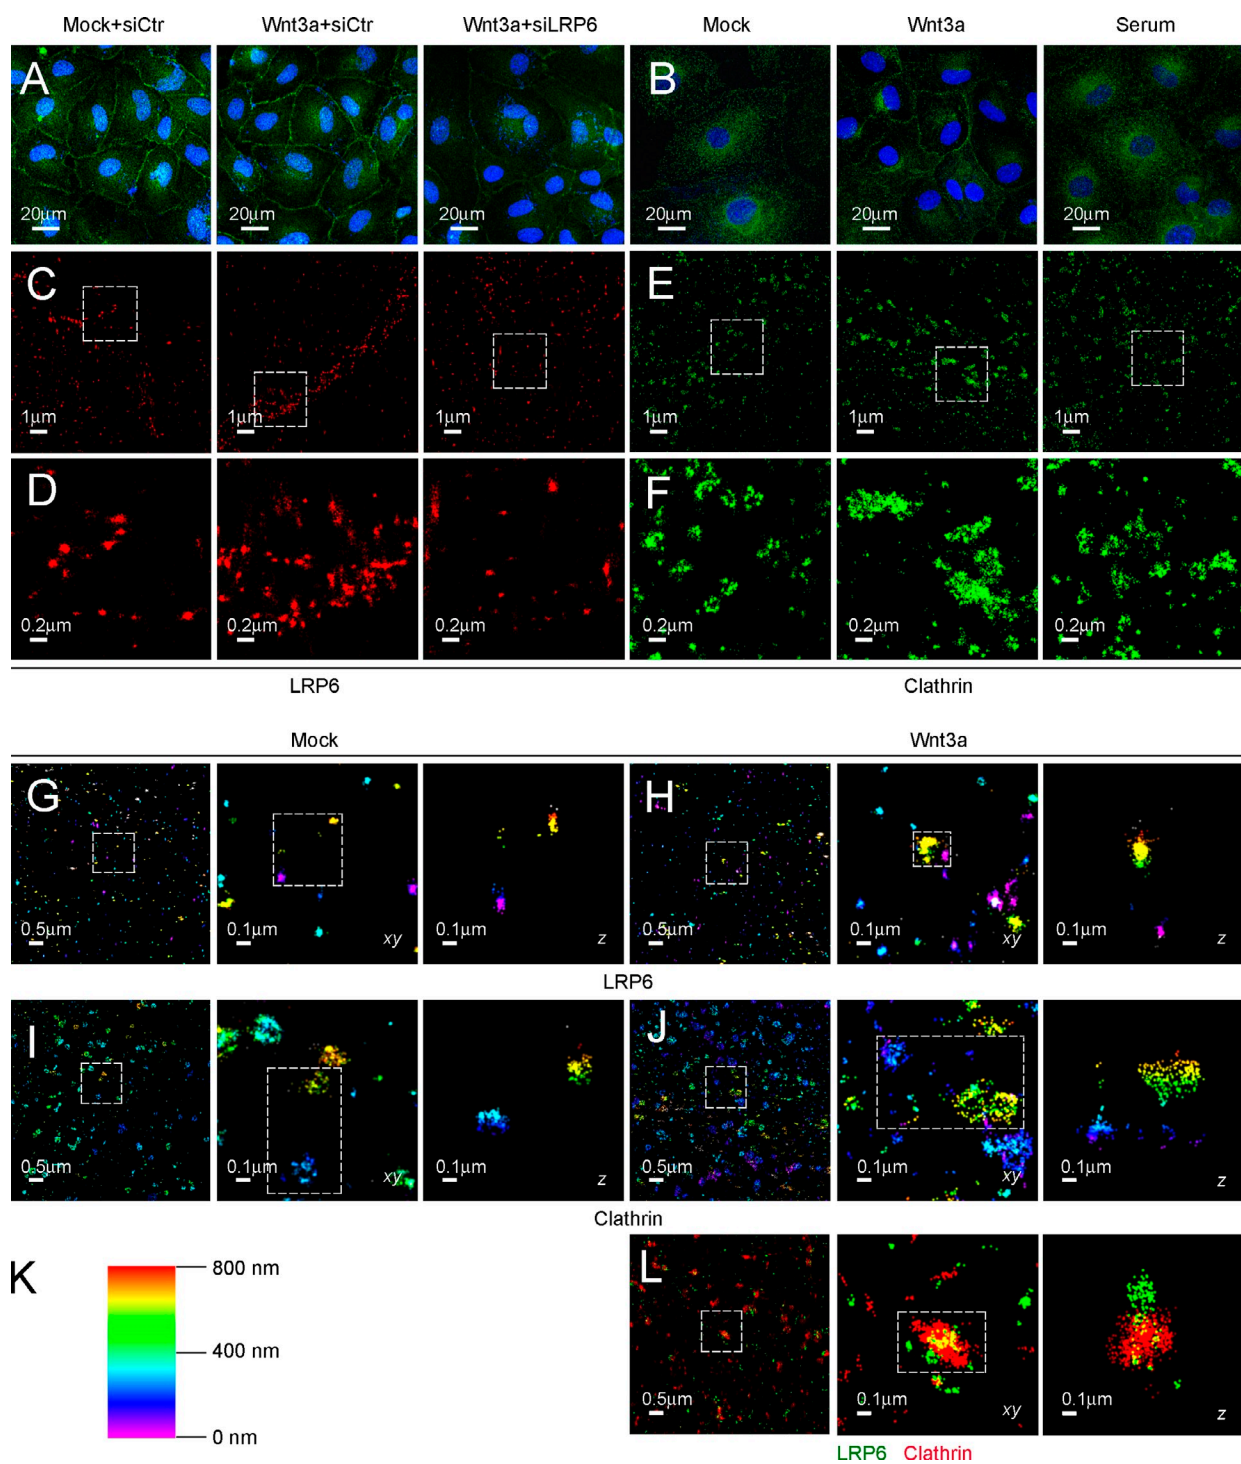 Mock+siCtr Wnt3a+siCtr Wnt3a+siLRP6 Mock Wnt3a Serum
A B
20μm 20μm 20μm 20μm 20μm 20μm
C E
1μm 1μm 1μm 1μm 1μm 1μm
D F
0.2μm 0.2μm 0.2μm 0.2μm 0.2μm 0.2μm
LRP6 Clathrin
Mock Wnt3a
G H
0.5μm 0.1μm xy 0.1μm z 0.5μm 0.1μm xy 0.1μm z
LRP6
I J
0.5μm 0.1μm xy 0.1μm z 0.5μm 0.1μm xy 0.1μm z
Clathrin
K L
800 nm
400 nm
0 nm
0.5μm 0.1μm xy 0.1μm z
LRP6 Clathrin